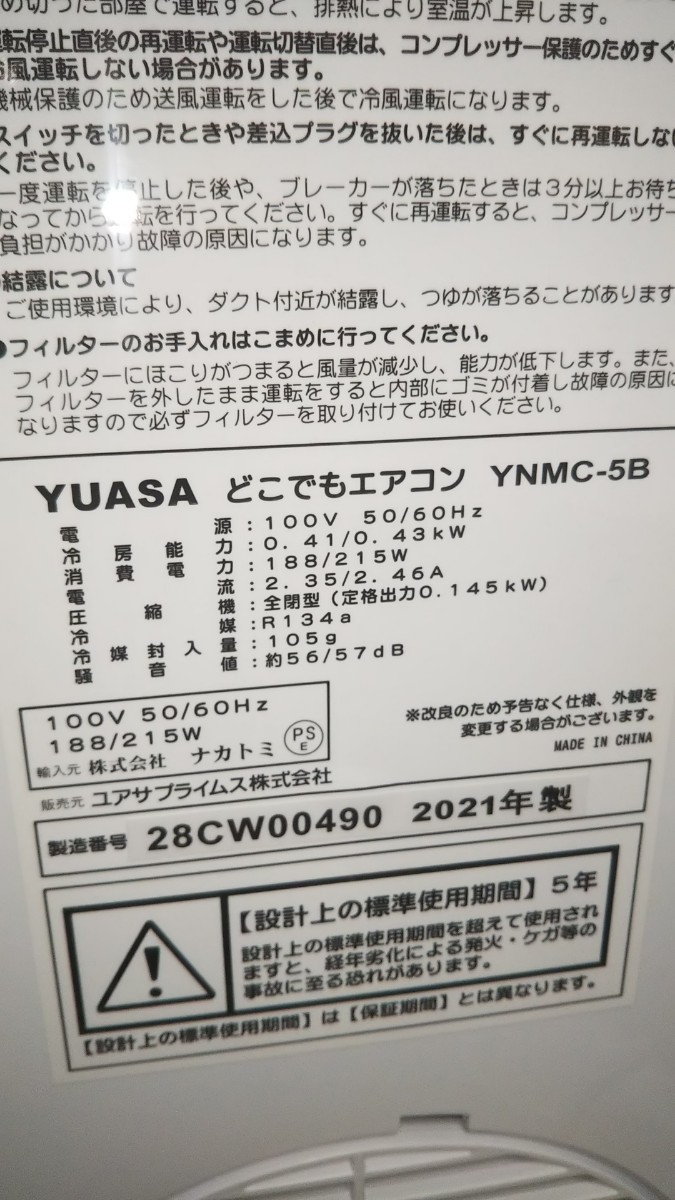 め切った部屋で運転すると、排熱により室温が上昇します。
転停止直後の再運転や運転切替直後は、コンプレッサー保護のためすぐ
風運転しない場合があります。
機械保護のため送風運転をした後で冷風運転になります。
スイッチを切ったときや差込プラグを抜いた後は、すぐに再運転しない
ください。
一度運転を停止した後や、ブレーカーが落ちたときは3分以上お待ち
なってから運転を行ってください。すぐに再運転すると、コンプレッサー
負担がかかり故障の原因になります。
●結露について
ご使用環境により、ダクト付近が結露し、つゆが落ちることがあります
●フィルターのお手入れはこまめに行ってください。
フィルターにほこりがつまると風量が減少し、能力が低下します。また、
フィルターを外したまま運転をすると内部にゴミが付着し故障の原因に
なりますので必ずフィルターを取り付けてお使いください。
YUASA どこでもエアコン YNMC-5B
電源:100V 50/60Hz
冷房能力:0.41/0.43kW
消費電力:188/215W
電流:2.35/2.46A
圧縮機:全閉型(定格出力0.145kW)
冷媒:R134a
冷媒封入量:105g
騒音値:約56/57dB
100V 50/60Hz
188/215W
輸入元 株式会社 ナカトミ
PS
E
※改良のため予告なく仕様、外観を
変更する場合がございます。
MADE IN CHINA
販売元 ユアサプライムス株式会社
製造番号 28CW00490 2021年製
【設計上の標準使用期間】5年
設計上の標準使用期間を超えて使用され
ますと、経年劣化による発火・ケガ等の
事故に至る恐れがあります。
【設計上の標準使用期間】は【保証期間】とは異なります。